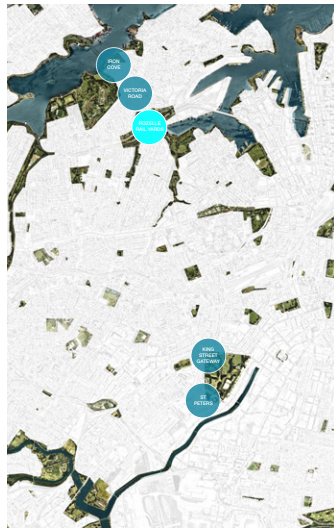 IRON
COVE
VICTORIA
ROAD
ROZELLE
RAIL YARDS
KING
STREET
GATEWAY
ST
PETERS